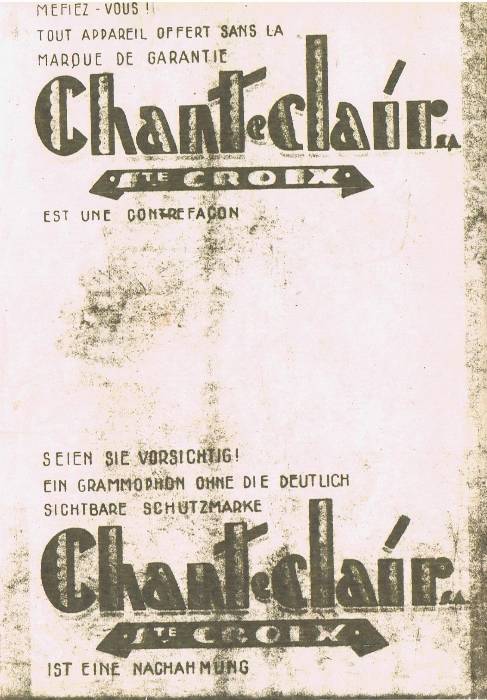 MEFIEZ-VOUS!
TOUT APPAREIL OFFERT SANS LA
MARQUE DE GARANTIE
Chanteclair S.A.
STE CROIX
EST UNE CONTREFAÇON
SEIEN SIE VORSICHTIG!
EIN GRAMMOPHON OHNE DIE DEUTLICH
SICHTBARE SCHUTZMARKE
Chanteclair S.A.
STE CROIX
IST EINE NACHAHMUNG